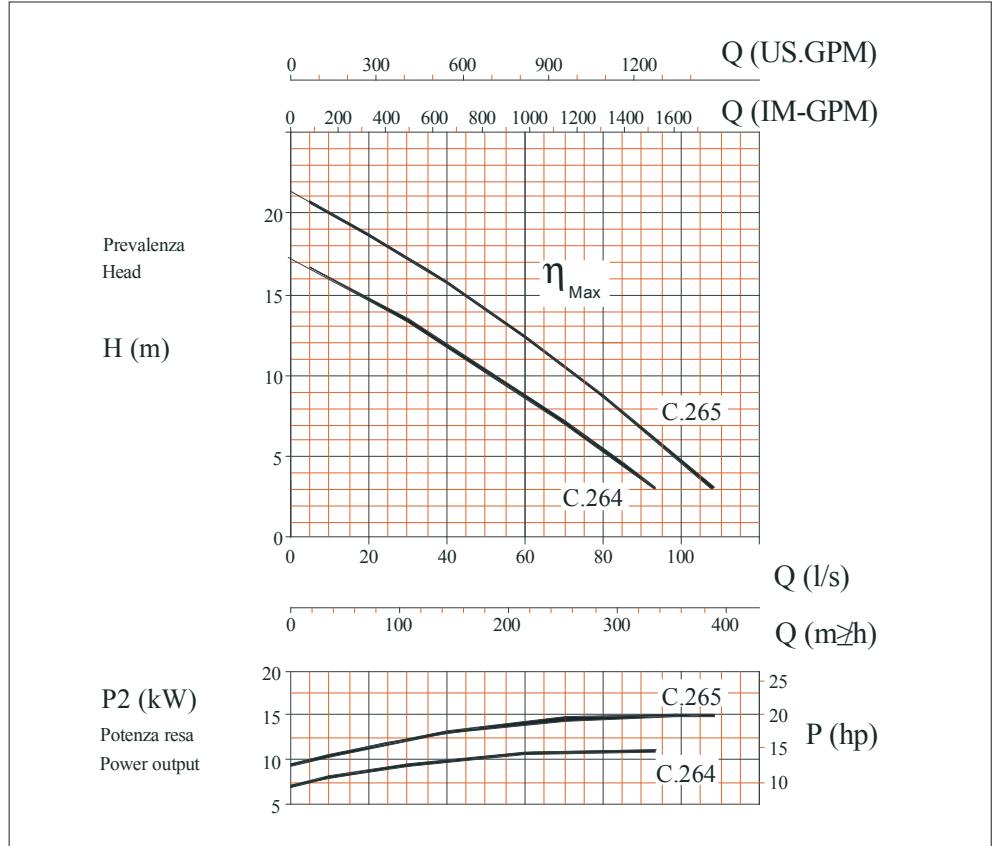 Q (US.GPM)
0 300 400 600 900 1200
Q (IM-GPM)
0 200 400 600 800 1000 1200 1400 1600
Prevalenza
Head
H (m)
20
15
10
5
0
η Max
C.265
C.264
0 20 40 60 80 100
Q (l/s)
0 100 200 300 400
Q (m≥/h)
P2 (kW)
Potenza resa
Power output
20
15
10
5
C.265
C.264
25
20
15
10
P (hp)